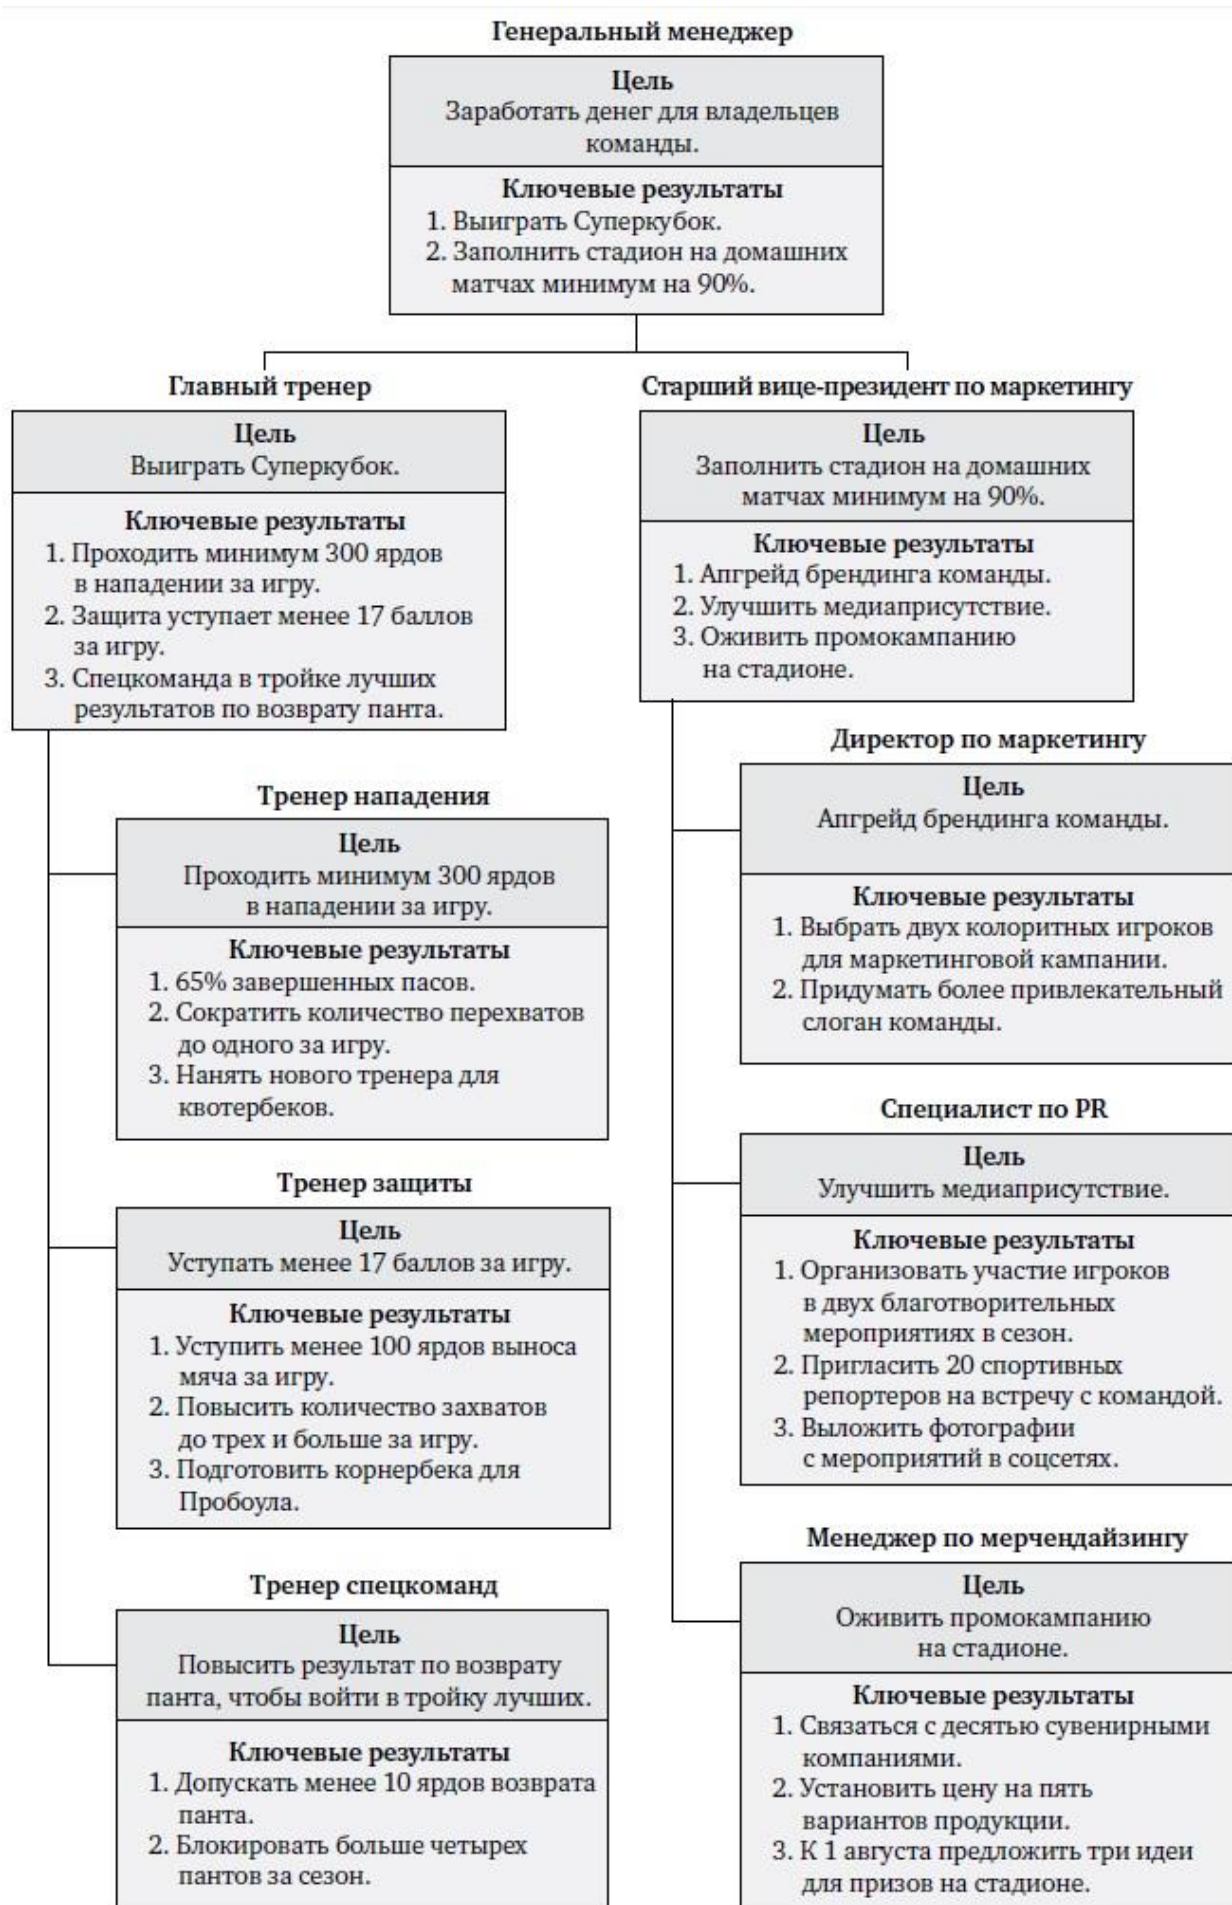 Генеральный менеджер
Цель
Заработать денег для владельцев
команды.
Ключевые результаты
1. Выиграть Суперкубок.
2. Заполнить стадион на домашних
матчах минимум на 90%.
Главный тренер
Цель
Выиграть Суперкубок.
Ключевые результаты
1. Проходить минимум 300 ярдов
в нападении за игру.
2. Защита уступает менее 17 баллов
за игру.
3. Спецкоманда в тройке лучших
результатов по возврату панта.
Старший вице-президент по маркетингу
Цель
Заполнить стадион на домашних
матчах минимум на 90%.
Ключевые результаты
1. Апгрейд брендинга команды.
2. Улучшить медиаприсутствие.
3. Оживить промокампанию
на стадионе.
Тренер нападения
Цель
Проходить минимум 300 ярдов
в нападении за игру.
Ключевые результаты
1. 65% завершенных пасов.
2. Сократить количество перехватов
до одного за игру.
3. Нанять нового тренера для
квотербеков.
Тренер защиты
Цель
Уступать менее 17 баллов за игру.
Ключевые результаты
1. Уступить менее 100 ярдов выноса
мяча за игру.
2. Повысить количество захватов
до трех и больше за игру.
3. Подготовить корнербека для
Пробоула.
Тренер спецкоманд
Цель
Повысить результат по возврату
панта, чтобы войти в тройку лучших.
Ключевые результаты
1. Допускать менее 10 ярдов возврата
панта.
2. Блокировать больше четырех
пантов за сезон.
Директор по маркетингу
Цель
Апгрейд брендинга команды.
Ключевые результаты
1. Выбрать двух колоритных игроков
для маркетинговой кампании.
2. Придумать более привлекательный
слоган команды.
Специалист по PR
Цель
Улучшить медиаприсутствие.
Ключевые результаты
1. Организовать участие игроков
в двух благотворительных
мероприятиях в сезон.
2. Пригласить 20 спортивных
репортеров на встречу с командой.
3. Выложить фотографии
с мероприятий в соцсетях.
Менеджер по мерчендайзингу
Цель
Оживить промокампанию
на стадионе.
Ключевые результаты
1. Связаться с десятью сувенирными
компаниями.
2. Установить цену на пять
вариантов продукции.
3. К 1 августа предложить три идеи
для призов на стадионе.